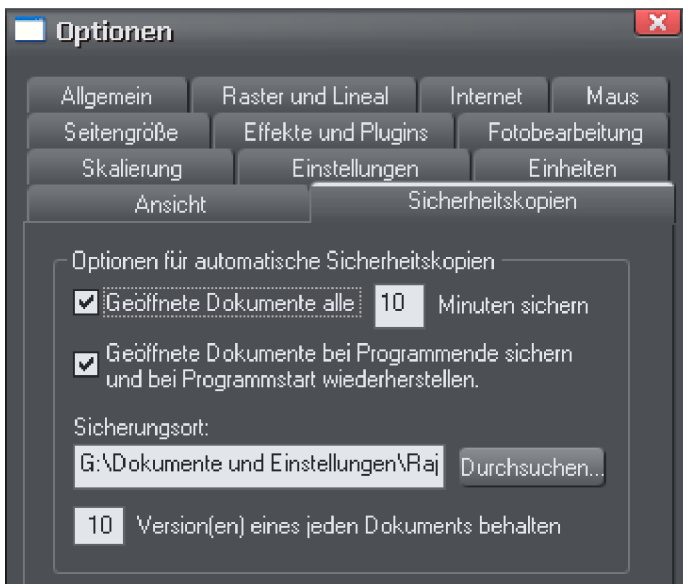 Optionen
Allgemein Raster und Lineal Internet Maus
Seitengröße Effekte und Plugins Fotobearbeitung
Skalierung Einstellungen Einheiten
Ansicht Sicherheitskopien
Optionen für automatische Sicherheitskopien
Geöffnete Dokumente alle 10 Minuten sichern
Geöffnete Dokumente bei Programmende sichern
und bei Programmstart wiederherstellen.
Sicherungsort:
G:\Dokumente und Einstellungen\Raj Durchsuchen...
10 Version(en) eines jeden Dokuments behalten